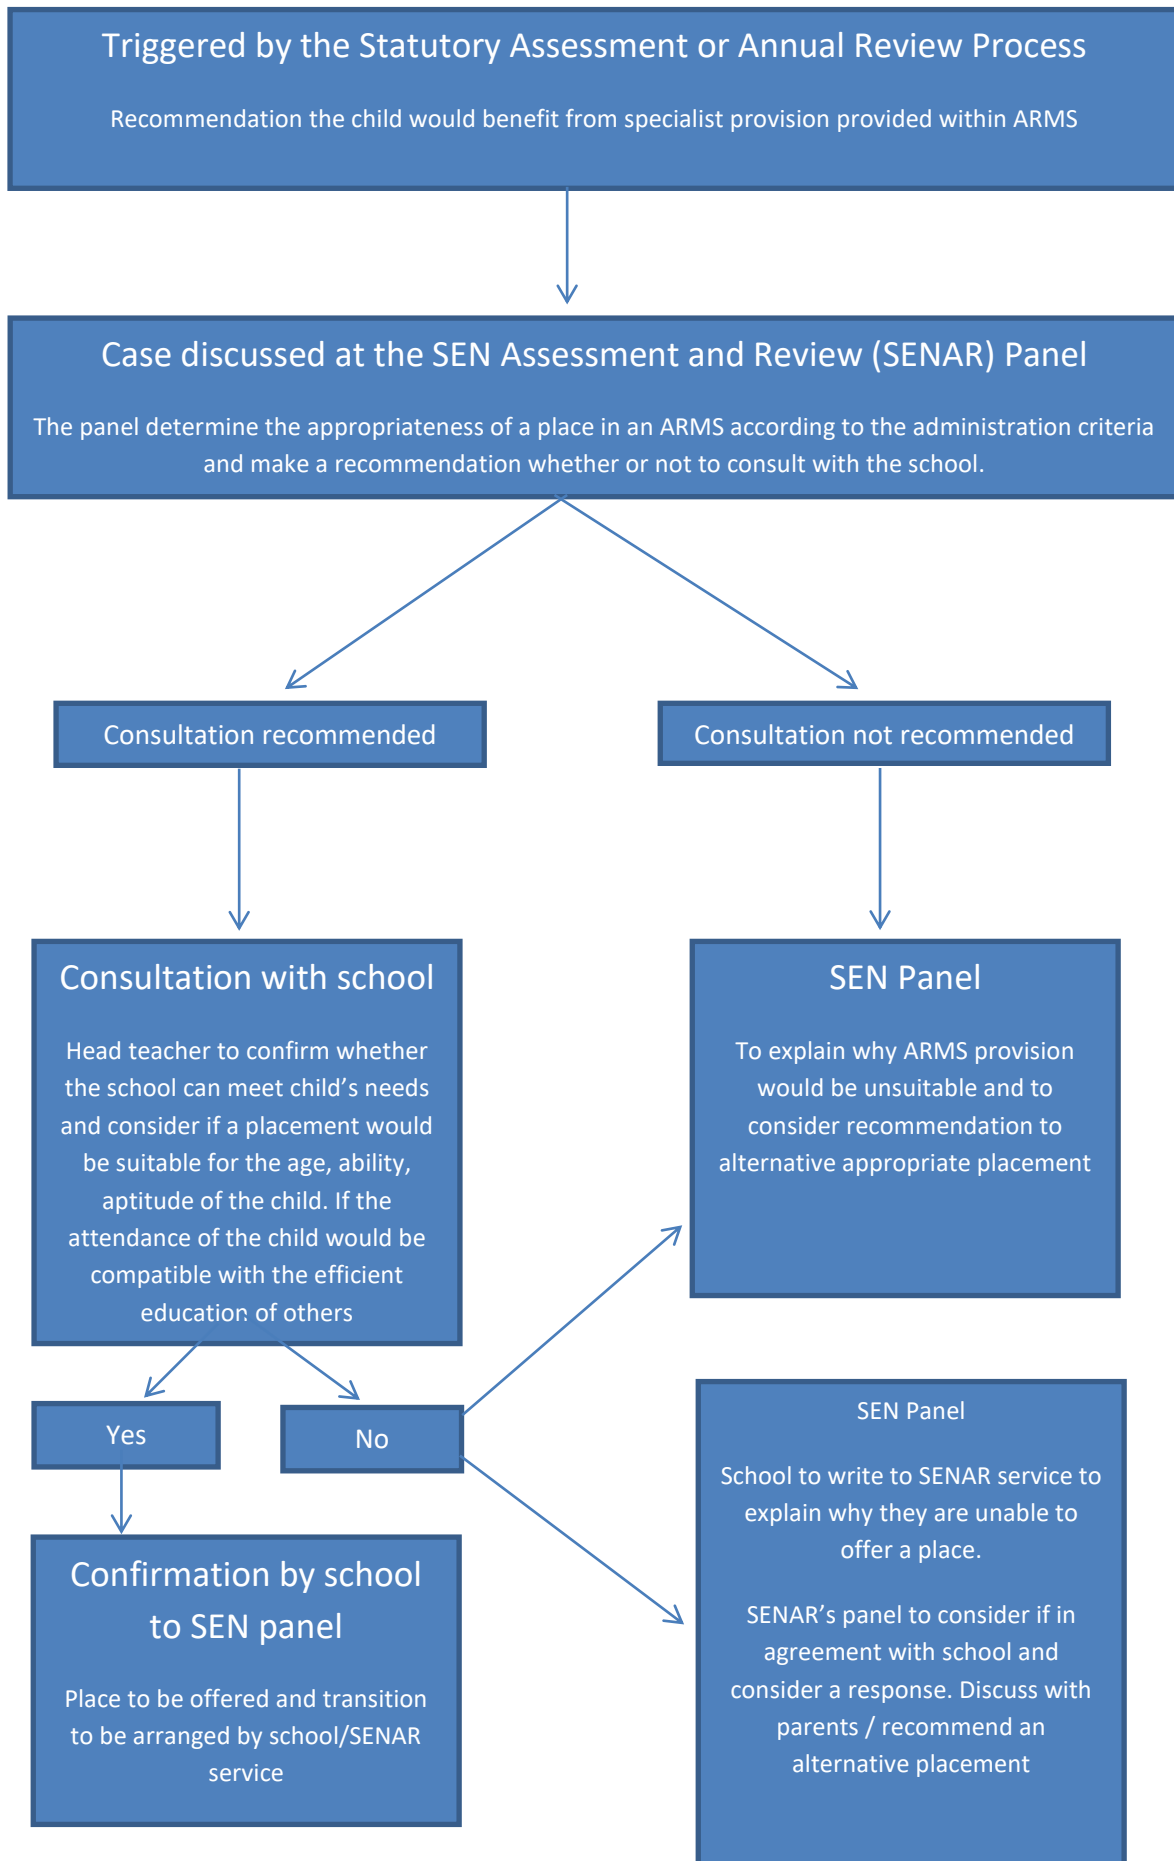 Triggered by the Statutory Assessment or Annual Review Process
Recommendation the child would benefit from specialist provision provided within ARMS
Case discussed at the SEN Assessment and Review (SENAR) Panel
The panel determine the appropriateness of a place in an ARMS according to the administration criteria
and make a recommendation whether or not to consult with the school.
Consultation recommended
Consultation not recommended
Consultation with school
Head teacher to confirm whether
the school can meet child’s needs
and consider if a placement would
be suitable for the age, ability,
aptitude of the child. If the
attendance of the child would be
compatible with the efficient
education of others
SEN Panel
To explain why ARMS provision
would be unsuitable and to
consider recommendation to
alternative appropriate placement
Yes
No
Confirmation by school
to SEN panel
Place to be offered and transition
to be arranged by school/SENAR
service
SEN Panel
School to write to SENAR service to
explain why they are unable to
offer a place.
SENAR’s panel to consider if in
agreement with school and
consider a response. Discuss with
parents / recommend an
alternative placement